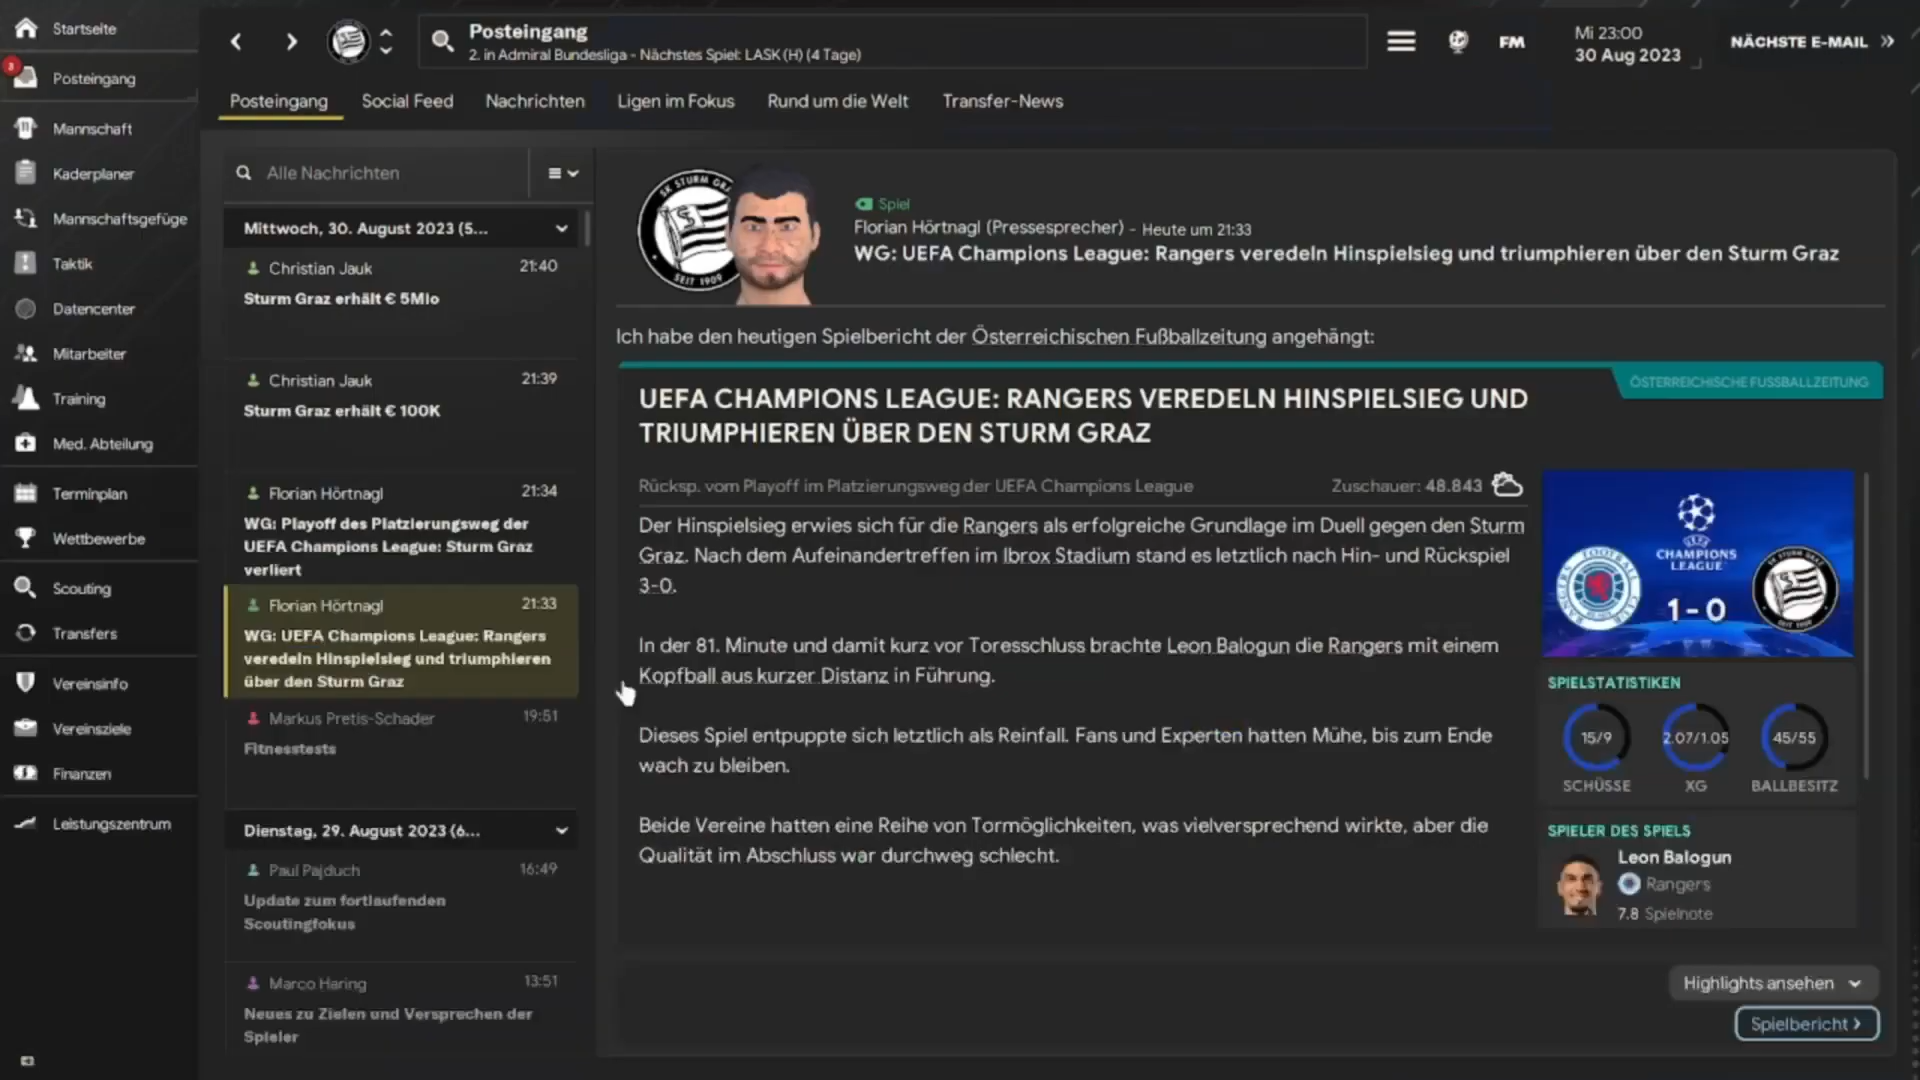 Startseite
3
Posteingang
Mannschaft
Kaderplaner
Mannschaftsgefüge
Taktik
Datencenter
Mitarbeiter
Training
Med. Abteilung
Terminplan
Wettbewerbe
Scouting
Transfers
Vereinsinfo
Vereinsziele
Finanzen
Leistungszentrum
Posteingang
2. in Admiral Bundesliga - Nächstes Spiel: LASK (H) (4 Tage)
FM
Mi 23:00
30 Aug 2023
NÄCHSTE E-MAIL
Posteingang Social Feed Nachrichten Ligen im Fokus Rund um die Welt Transfer-News
Alle Nachrichten
Mittwoch, 30. August 2023 (5...
Christian Jauk 21:40
Sturm Graz erhält € 5Mio
Christian Jauk 21:39
Sturm Graz erhält € 100K
Florian Hörtnagl 21:34
WG: Playoff des Platzierungsweg der
UEFA Champions League: Sturm Graz
verliert
Florian Hörtnagl 21:33
WG: UEFA Champions League: Rangers
veredeln Hinspielsieg und triumphieren
über den Sturm Graz
Markus Pretis-Schader 19:51
Fitnesstests
Dienstag, 29. August 2023 (6...
Paul Pajduch 16:49
Update zum fortlaufenden
Scoutingfokus
Marco Haring 13:51
Neues zu Zielen und Versprechen der
Spieler
SK STURM GRAZ
SEIT 1909
Spiel
Florian Hörtnagl (Pressesprecher) - Heute um 21:33
WG: UEFA Champions League: Rangers veredeln Hinspielsieg und triumphieren über den Sturm Graz
Ich habe den heutigen Spielbericht der Österreichischen Fußballzeitung angehängt:
ÖSTERREICHISCHE FUSSBALLZEITUNG
UEFA CHAMPIONS LEAGUE: RANGERS VEREDELN HINSPIELSIEG UND
TRIUMPHIEREN ÜBER DEN STURM GRAZ
Rücksp. vom Playoff im Platzierungsweg der UEFA Champions League Zuschauer: 48.843
Der Hinspielsieg erwies sich für die Rangers als erfolgreiche Grundlage im Duell gegen den Sturm
Graz. Nach dem Aufeinandertreffen im Ibrox Stadium stand es letztlich nach Hin- und Rückspiel
3-0.
In der 81. Minute und damit kurz vor Toresschluss brachte Leon Balogun die Rangers mit einem
Kopfball aus kurzer Distanz in Führung.
Dieses Spiel entpuppte sich letztlich als Reinfall. Fans und Experten hatten Mühe, bis zum Ende
wach zu bleiben.
Beide Vereine hatten eine Reihe von Tormöglichkeiten, was vielversprechend wirkte, aber die
Qualität im Abschluss war durchweg schlecht.
UEFA
CHAMPIONS
LEAGUE
1 - 0
SPIELSTATISTIKEN
15/9 2.07/1.05 45/55
SCHÜSSE XG BALLBESITZ
SPIELER DES SPIELS
Leon Balogun
Rangers
7.8 Spielnote
Highlights ansehen
Spielbericht